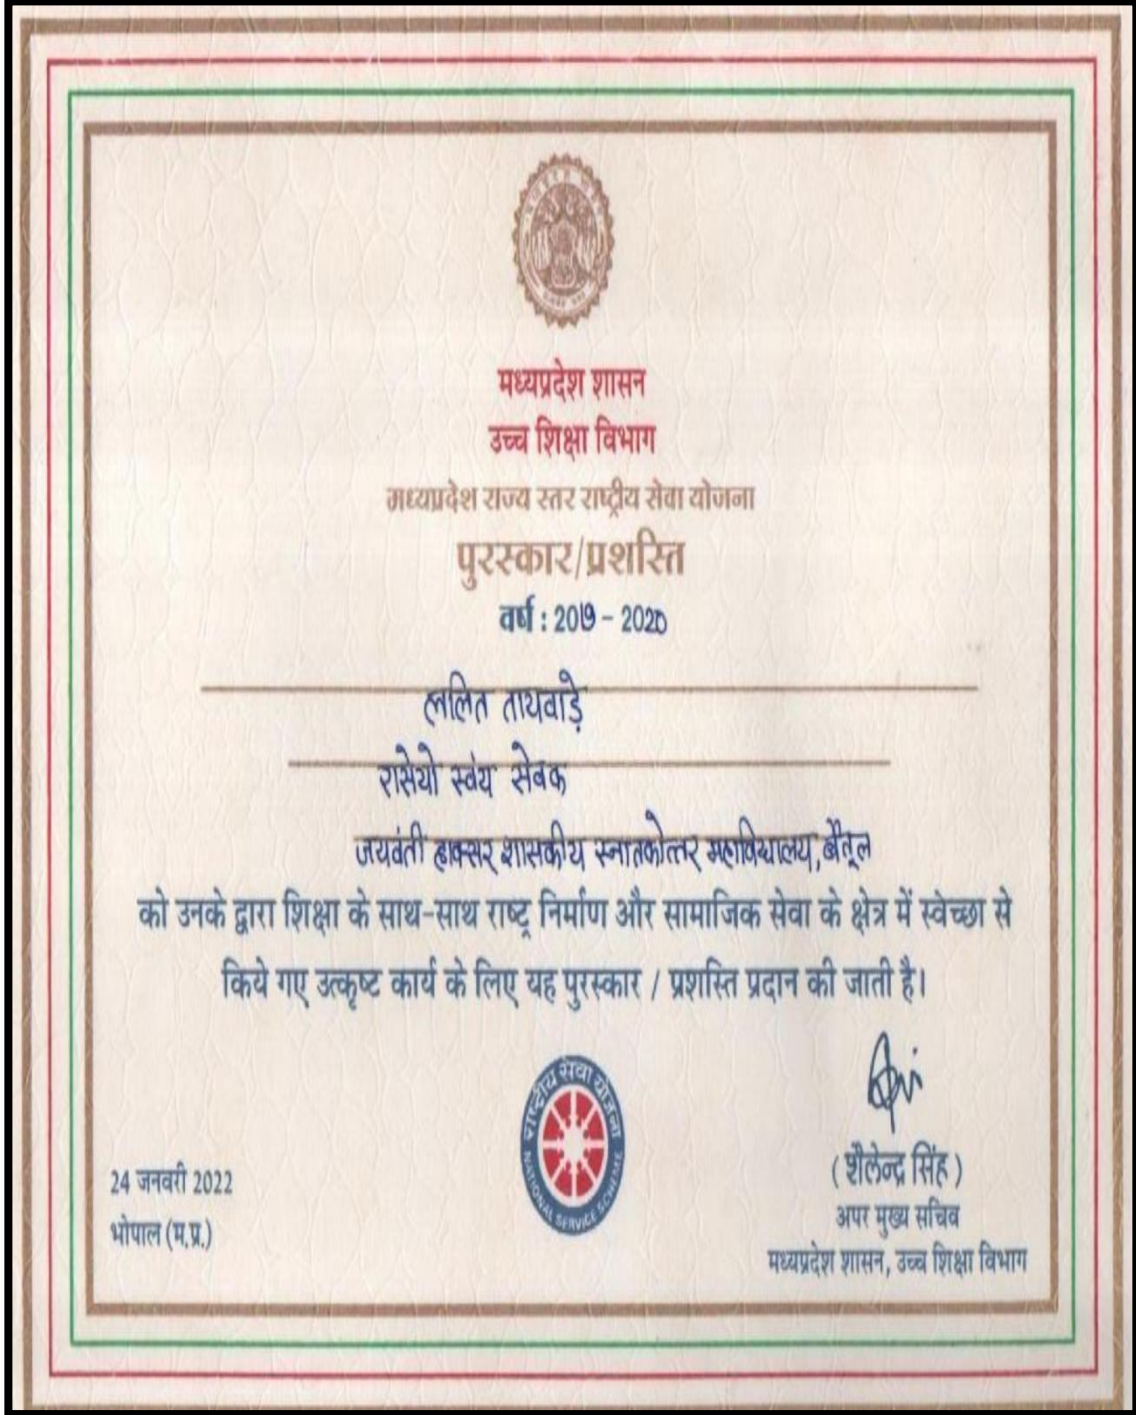 मध्यप्रदेश शासन
उच्च शिक्षा विभाग
मध्यप्रदेश राज्य स्तर राष्ट्रीय सेवा योजना
पुरस्कार/प्रशस्ति
वर्ष : 2019 - 2020
ललित तायवाड़े
रासेयो स्वंय सेवक
जयवंती हाक्सर शासकीय स्नातकोत्तर महाविद्यालय, बैतूल
को उनके द्वारा शिक्षा के साथ-साथ राष्ट्र निर्माण और सामाजिक सेवा के क्षेत्र में स्वेच्छा से
किये गए उत्कृष्ट कार्य के लिए यह पुरस्कार / प्रशस्ति प्रदान की जाती है।
राष्ट्रीय सेवा योजना
NATIONAL SERVICE SCHEME
24 जनवरी 2022
भोपाल (म.प्र.)
( शैलेन्द्र सिंह )
अपर मुख्य सचिव
मध्यप्रदेश शासन, उच्च शिक्षा विभाग